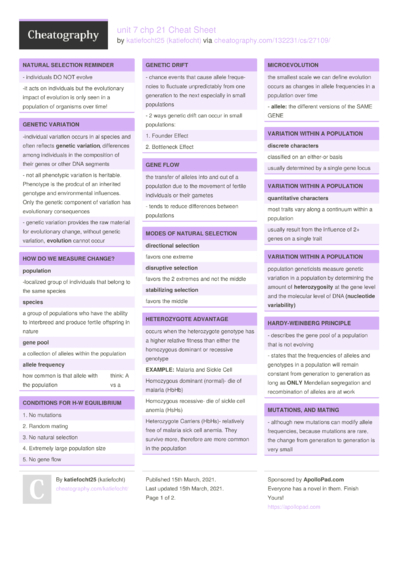 Cheatography
unit 7 chp 21 Cheat Sheet
by katiefocht25 (katiefocht) via cheatography.com/132231/cs/27109/
NATURAL SELECTION REMINDER
- individuals DO NOT evolve
-it acts on individuals but the evolutionary
impact of evolution is only seen in a
population of organisms over time!
GENETIC VARIATION
-individual variation occurs in all species and
often reflects genetic variation, differences
among individuals in the composition of
their genes or other DNA segments
- not all phenotypic variation is heritable.
Phenotype is the product of an inherited
genotype and environmental influences.
Only the genetic component of variation has
evolutionary consequences
- genetic variation provides the raw material
for evolutionary change, without genetic
variation, evolution cannot occur
HOW DO WE MEASURE CHANGE?
population
-localized group of individuals that belong to
the same species
species
a group of populations who have the ability
to interbreed and produce fertile offspring in
nature
gene pool
a collection of alleles within the population
allele frequency
how common is that allele with think: A
the population vs a
CONDITIONS FOR H-W EQUILIBRIUM
1. No mutations
2. Random mating
3. No natural selection
4. Extremely large population size
5. No gene flow
GENETIC DRIFT
- chance events that cause allele freque-
ncies to fluctuate unpredictably from one
generation to the next especially in small
populations
- 2 ways genetic drift can occur in small
populations:
1. Founder Effect
2. Bottleneck Effect
GENE FLOW
the transfer of alleles into and out of a
population due to the movement of fertile
individuals or their gametes
- tends to reduce differences between
populations
MODES OF NATURAL SELECTION
directional selection
favors one extreme
disruptive selection
favors the 2 extremes and not the middle
stabilizing selection
favors the middle
HETEROZYGOTE ADVANTAGE
occurs when the heterozygote genotype has
a higher relative fitness than either the
homozygous dominant or recessive
genotype
EXAMPLE: Malaria and Sickle Cell
Homozygous dominant (normal)- die of
malaria (HbHb)
Homozygous recessive- die of sickle cell
anemia (HsHs)
Heterozygote Carriers (HbHs)- relatively
free of malaria sick cell anemia. They
survive more, therefore are more common
in the population
MICROEVOLUTION
the smallest scale we can define evolution
occurs as changes in allele frequencies in a
population over time
- allele: the different versions of the SAME
GENE
VARIATION WITHIN A POPULATION
discrete characters
classified on an either-or basis
usually determined by a single gene focus
VARIATION WITHIN A POPULATION
quantitative characters
most traits vary along a continuum within a
population
usually result from the influence of 2+
genes on a single trait
VARIATION WITHIN A POPULATION
population geneticists measure genetic
variation in a population by determining the
amount of heterozygosity at the gene level
and the molecular level of DNA (nucleotide
variability)
HARDY-WEINBERG PRINCIPLE
- describes the gene pool of a population
that is not evolving
- states that the frequencies of alleles and
genotypes in a population will remain
constant from generation to generation as
long as ONLY Mendelian segregation and
recombination of alleles are at work
MUTATIONS, AND MATING
- although new mutations can modify allele
frequencies, because mutations are rare,
the change from generation to generation is
very small
C
By katiefocht25 (katiefocht)
cheatography.com/katiefocht/
Published 15th March, 2021.
Last updated 15th March, 2021.
Page 1 of 2.
Sponsored by ApolloPad.com
Everyone has a novel in them. Finish
Yours!
https://apollopad.com